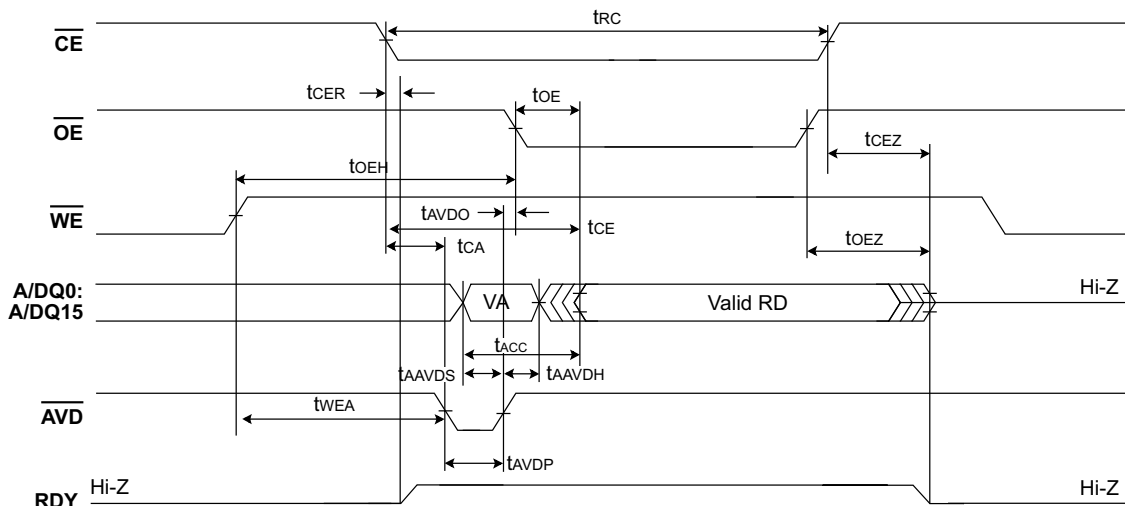 tRC
CE
tCER
tOE
OE
tCEZ
tOEH
WE
tAVDO
tCE
tCA
tOEZ
A/DQ0:
A/DQ15
VA
Valid RD
Hi-Z
tACC
tAAVDS
tAAVDH
AVD
tWEA
tAVDP
Hi-Z
Hi-Z
RDY